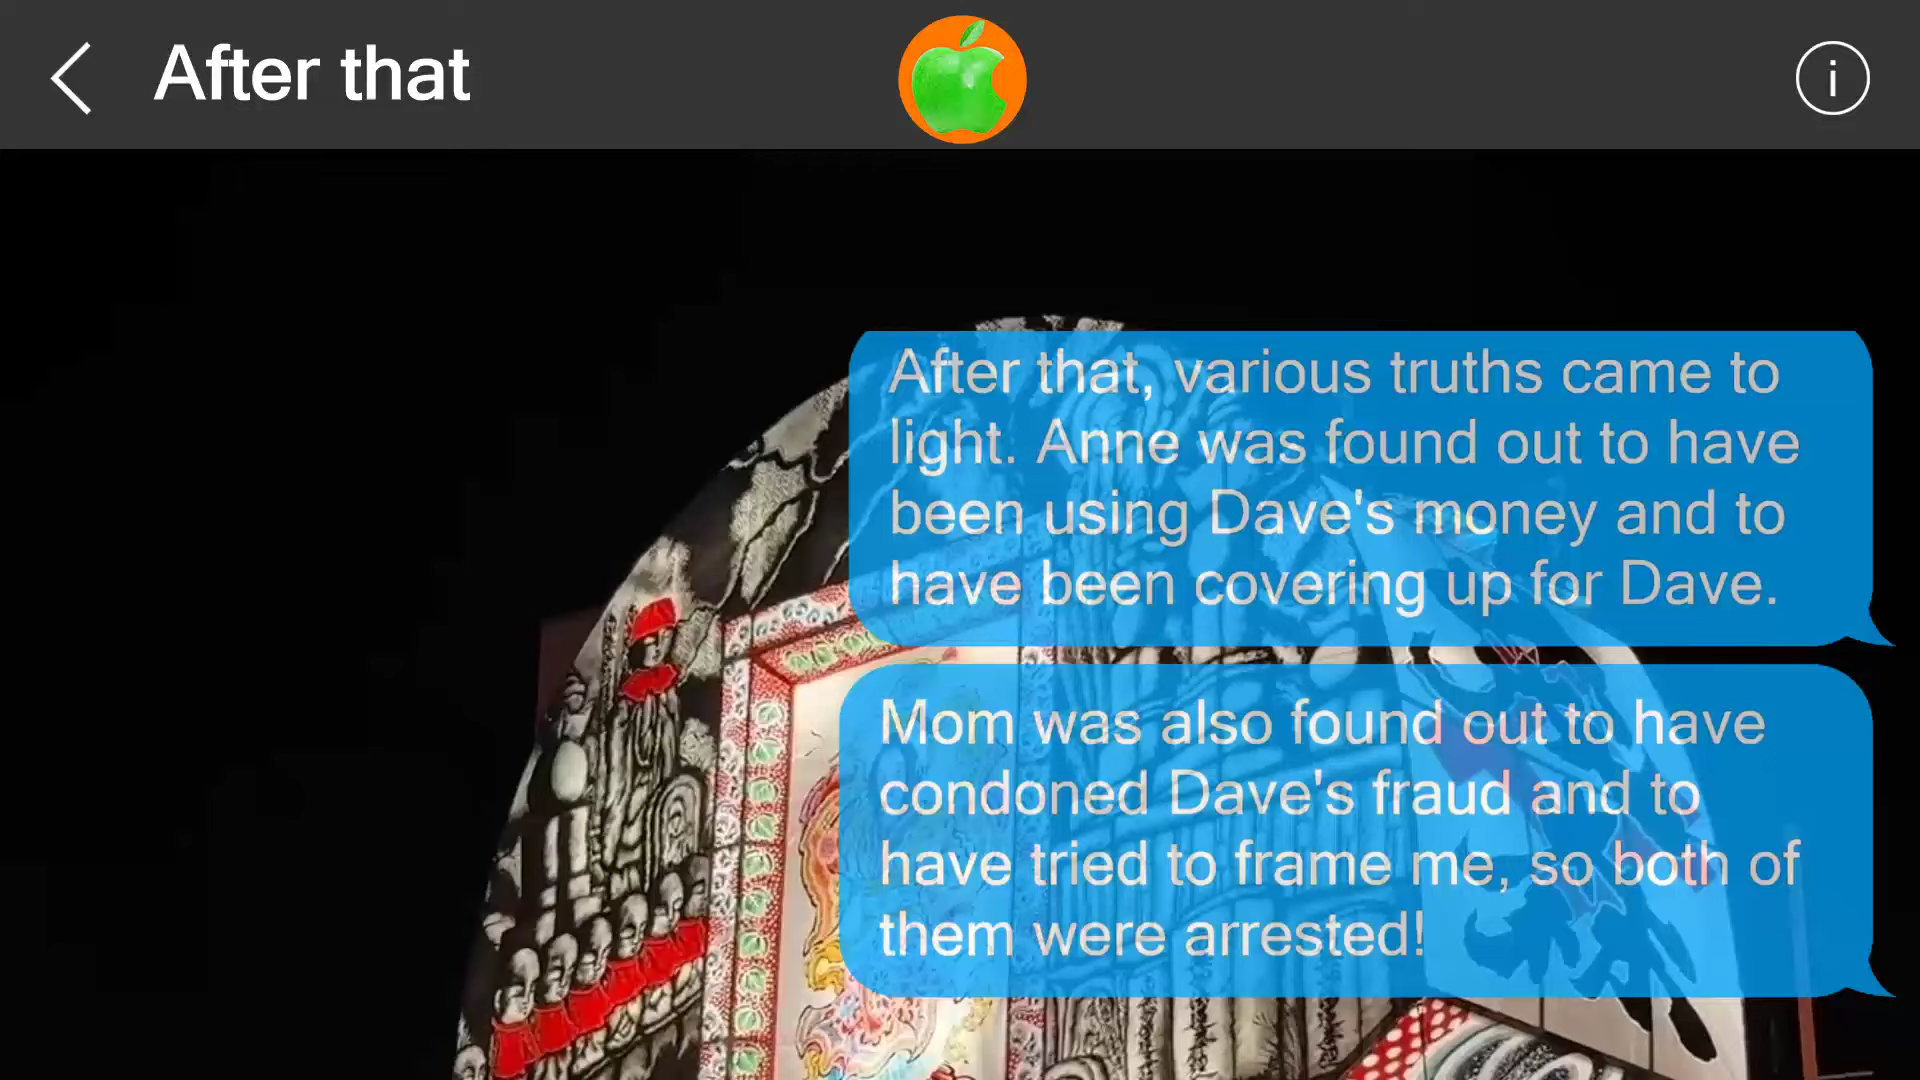 After that
i
After that, various truths came to
light. Anne was found out to have
been using Dave's money and to
have been covering up for Dave.
Mom was also found out to have
condoned Dave's fraud and to
have tried to frame me, so both of
them were arrested!